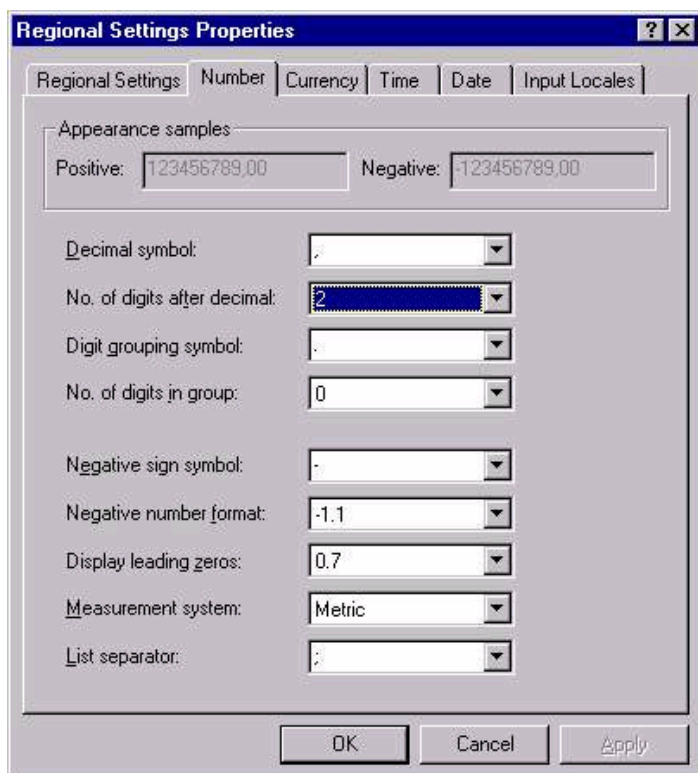 Regional Settings Properties
Regional Settings Number Currency Time Date Input Locales
Appearance samples
Positive: 123456789,00 Negative: -123456789,00
Decimal symbol: ,
No. of digits after decimal: 2
Digit grouping symbol: .
No. of digits in group: 0
Negative sign symbol: -
Negative number format: -1.1
Display leading zeros: 0.7
Measurement system: Metric
List separator: ;
OK Cancel Apply